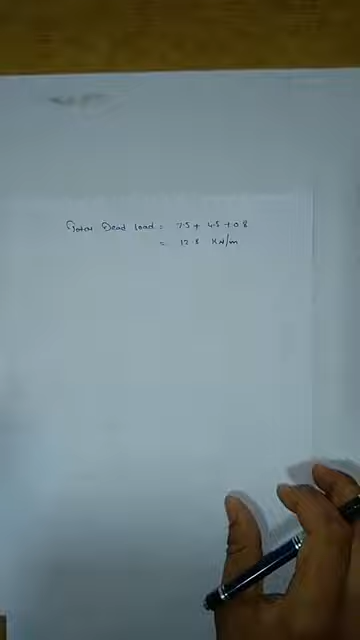 Total Dead load = 7.5 + 4.5 + 0.8
= 12.8 KN/m